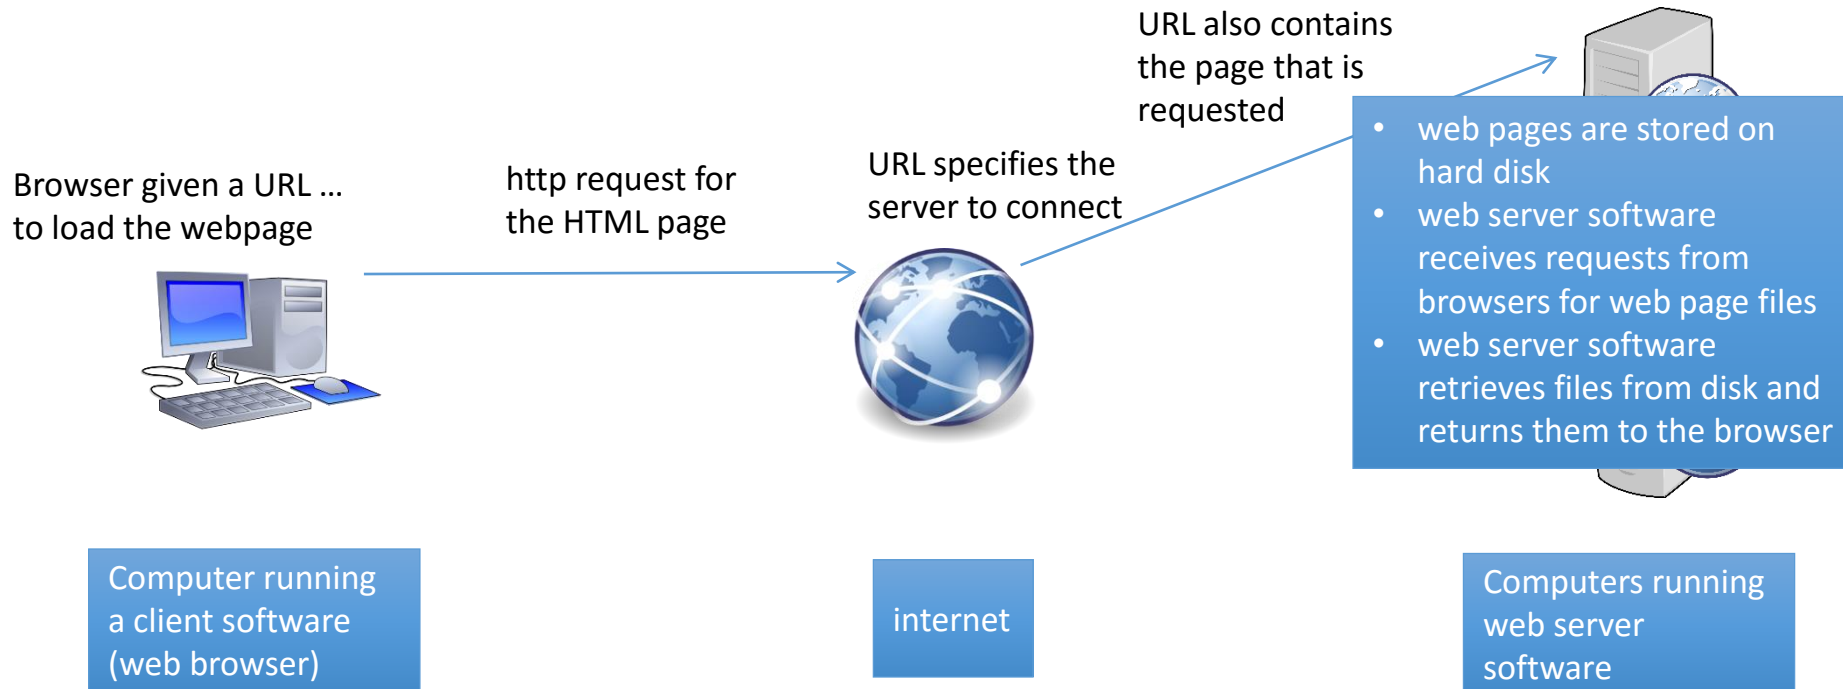 URL also contains
the page that is
requested
Browser given a URL ...
to load the webpage
http request for
the HTML page
URL specifies the
server to connect
• web pages are stored on
hard disk
• web server software
receives requests from
browsers for web page files
• web server software
retrieves files from disk and
returns them to the browser
Computer running
a client software
(web browser)
internet
Computers running
web server
software